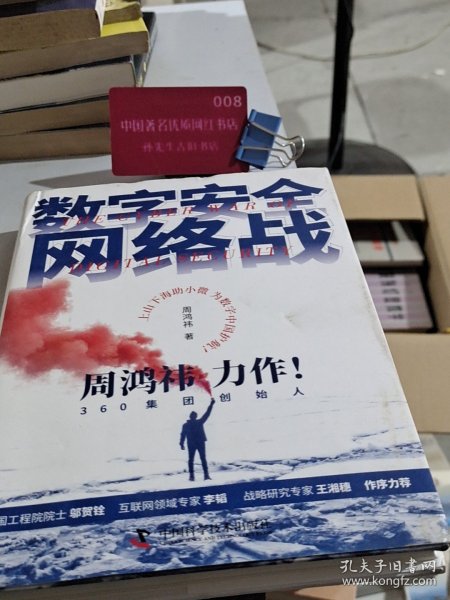 008
中国著名优质网红书店
孙先生古旧书店
数字安全
THE CYBER WAR OF
网络战
DIGITAL SECURITY
上山下海助小微 为数字中国护航！
周鸿祎 著
周鸿祎 力作！
360集团创始人
国工程院院士 邬贺铨 互联网领域专家 李韬 战略研究专家 王湘穗 作序力荐
中国科学技术出版社
孔夫子旧书网
www.kongfz.com